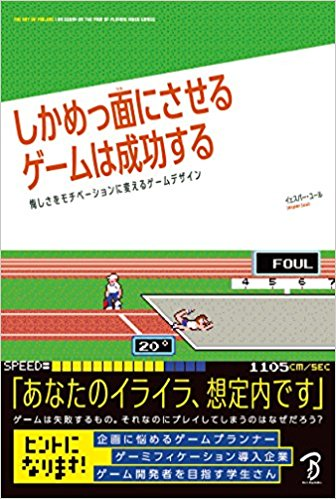 THE ART OF FAILURE : AN ESSAY ON THE PAIN OF PLAYING VIDEO GAMES
しかめっ面にさせる
ゲームは成功する
悔しさをモチベーションに変えるゲームデザイン
イェスパー・ユール
Jesper Juul
FOUL
4 5 6 7
20°
SPEED= 1105CM/SEC
「あなたのイライラ、想定内です」
ゲームは失敗するもの。それなのにプレイしてしまうのはなぜだろう?
ヒントに
なります!
企画に悩めるゲームプランナー
ゲーミフィケーション導入企業
ゲーム開発者を目指す学生さん